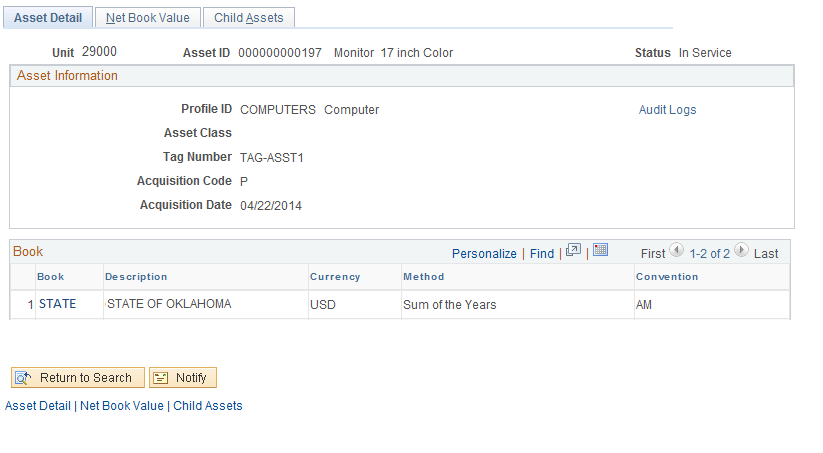 Asset Detail Net Book Value Child Assets
Unit 29000 Asset ID 000000000197 Monitor 17 inch Color Status In Service
Asset Information
Profile ID COMPUTERS Computer Audit Logs
Asset Class
Tag Number TAG-ASST1
Acquisition Code P
Acquisition Date 04/22/2014
Book Personalize | Find | | First 1-2 of 2 Last
Book Description Currency Method Convention
1 STATE STATE OF OKLAHOMA USD Sum of the Years AM
Return to Search Notify
Asset Detail | Net Book Value | Child Assets